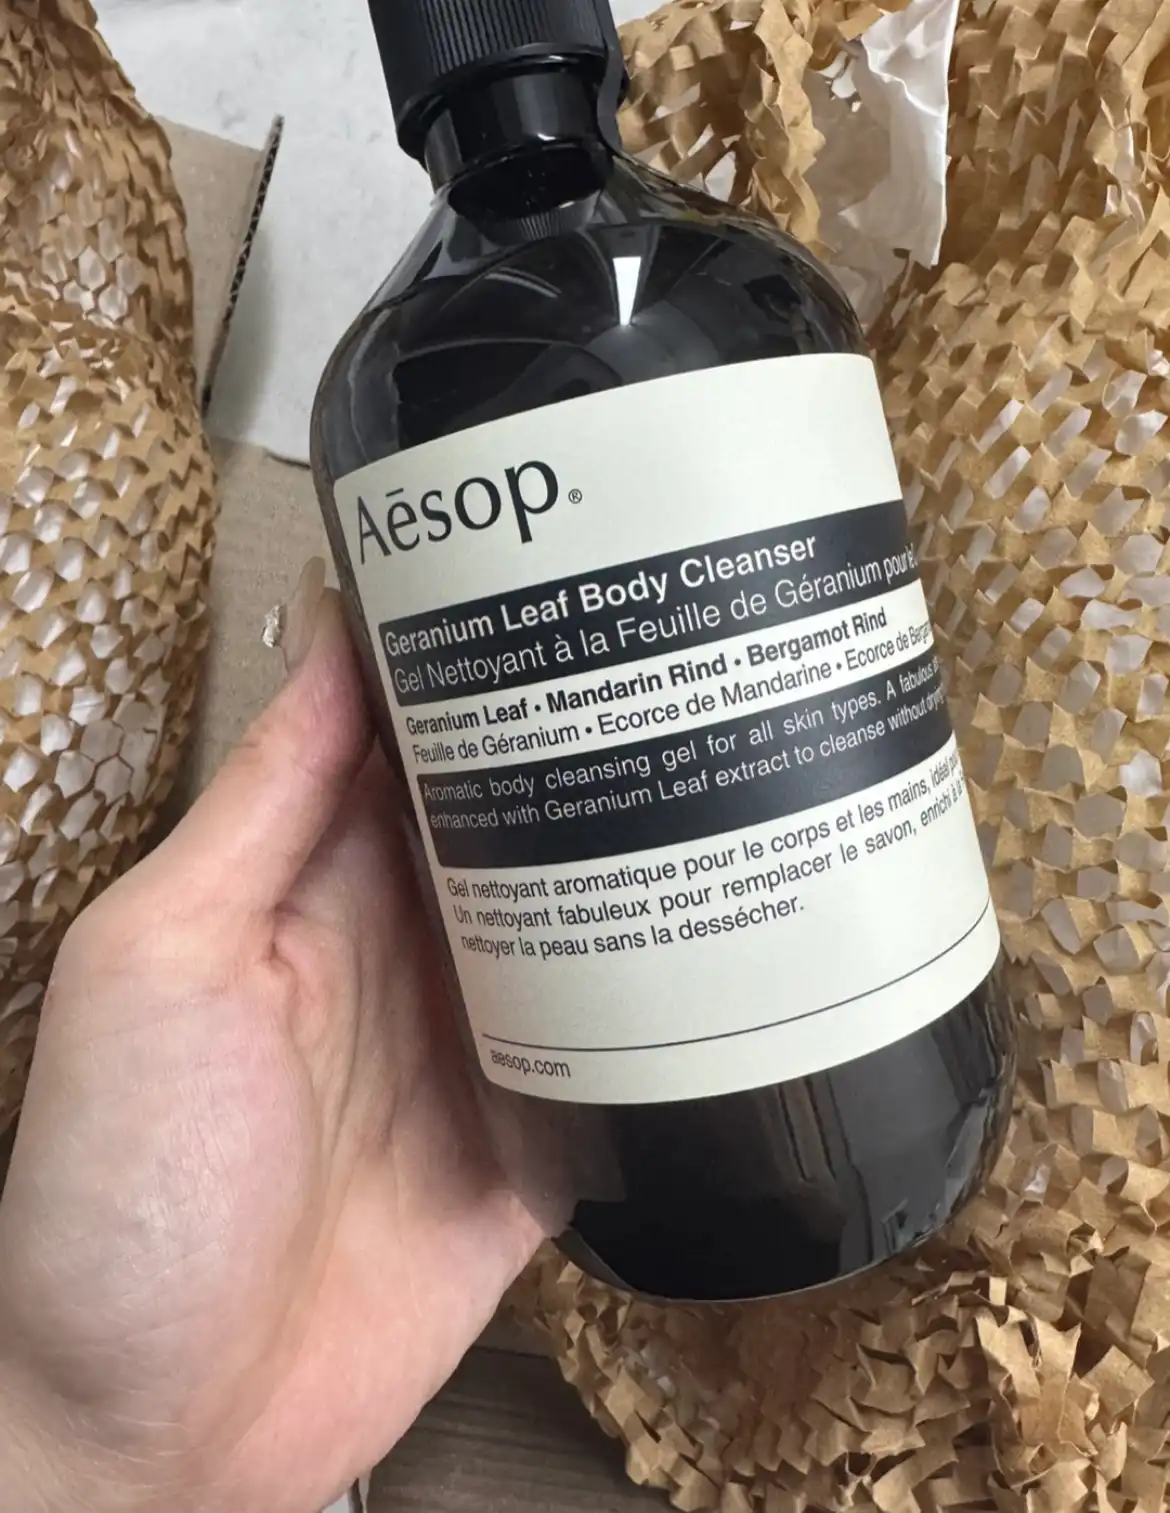 Aēsop®
Geranium Leaf Body Cleanser
Gel Nettoyant à la Feuille de Géranium pour le
Geranium Leaf • Mandarin Rind • Bergamot Rind
Feuille de Géranium • Ecorce de Mandarine • Ecorce de
Aromatic body cleansing gel for all skin types. A fabulous
enhanced with Geranium Leaf extract to cleanse without drying
Gel nettoyant aromatique pour le corps et les mains, idéal
Un nettoyant fabuleux pour remplacer le savon, enrichi à
nettoyer la peau sans la dessécher.
aesop.com